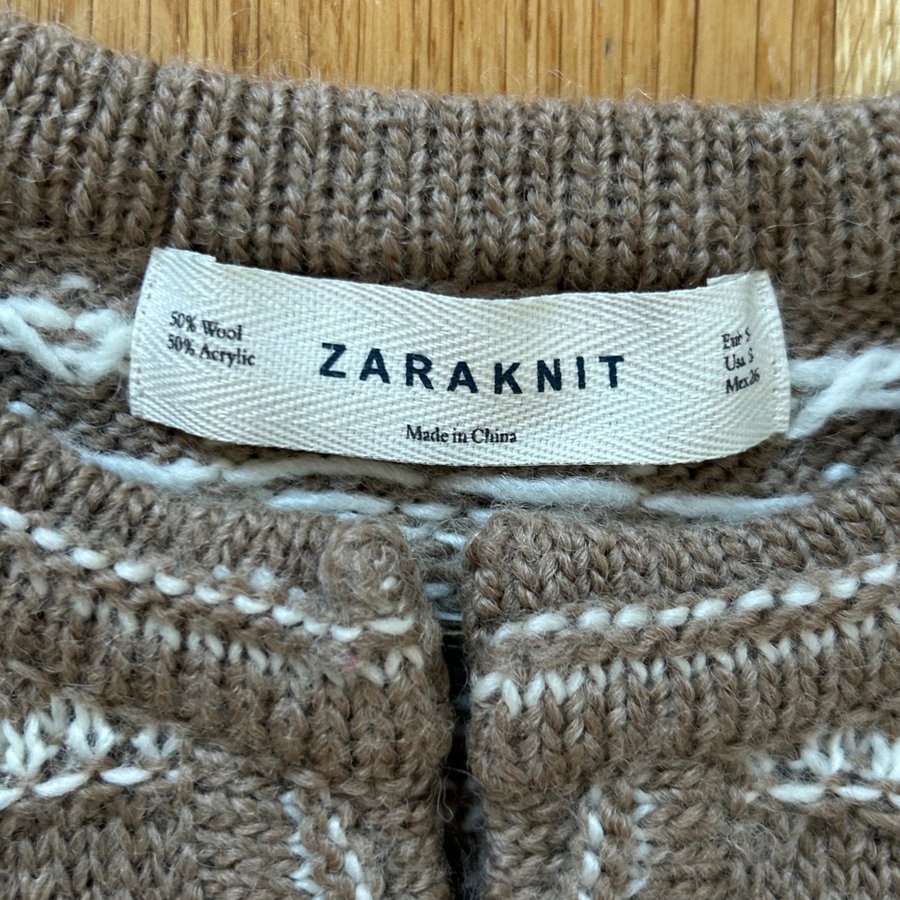 50% Wool
50% Acrylic
ZARAKNIT
Made in China
Eur S
Usa S
Mex 26